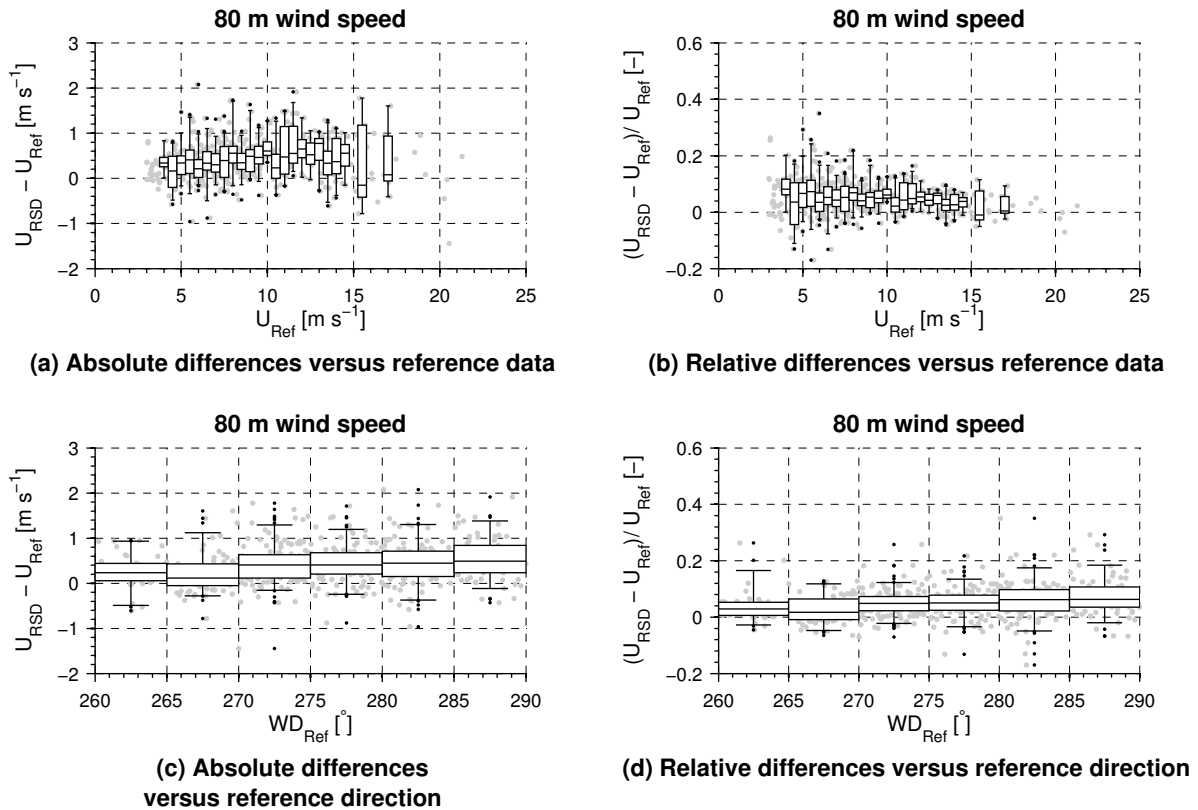 80 m wind speed
3
2
1
0
−1
−2
U_RSD − U_Ref [m s⁻¹]
0 5 10 15 20 25
U_Ref [m s⁻¹]
(a) Absolute differences versus reference data
80 m wind speed
0.6
0.4
0.2
0
−0.2
(U_RSD − U_Ref)/ U_Ref [−]
0 5 10 15 20 25
U_Ref [m s⁻¹]
(b) Relative differences versus reference data
80 m wind speed
3
2
1
0
−1
−2
U_RSD − U_Ref [m s⁻¹]
260 265 270 275 280 285 290
WD_Ref [°]
(c) Absolute differences
versus reference direction
80 m wind speed
0.6
0.4
0.2
0
−0.2
(U_RSD − U_Ref)/ U_Ref [−]
260 265 270 275 280 285 290
WD_Ref [°]
(d) Relative differences versus reference direction